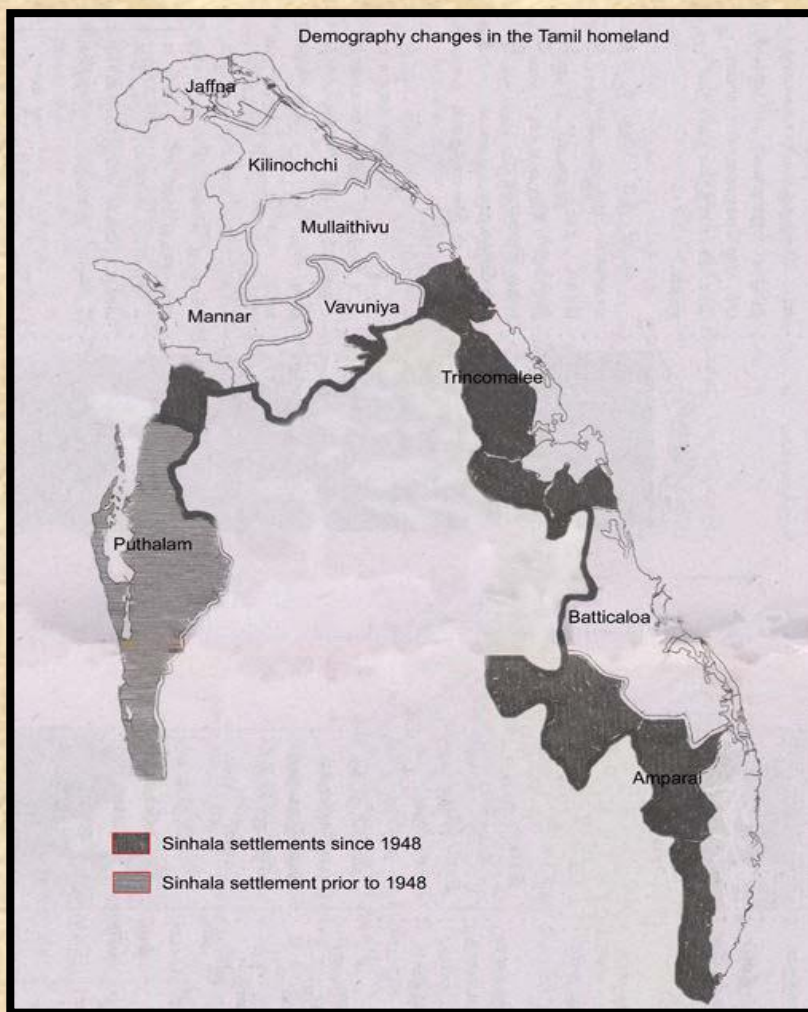 Demography changes in the Tamil homeland
Jaffna
Kilinochchi
Mullaithivu
Mannar
Vavuniya
Trincomalee
Puthalam
Batticaloa
Amparai
Sinhala settlements since 1948
Sinhala settlement prior to 1948